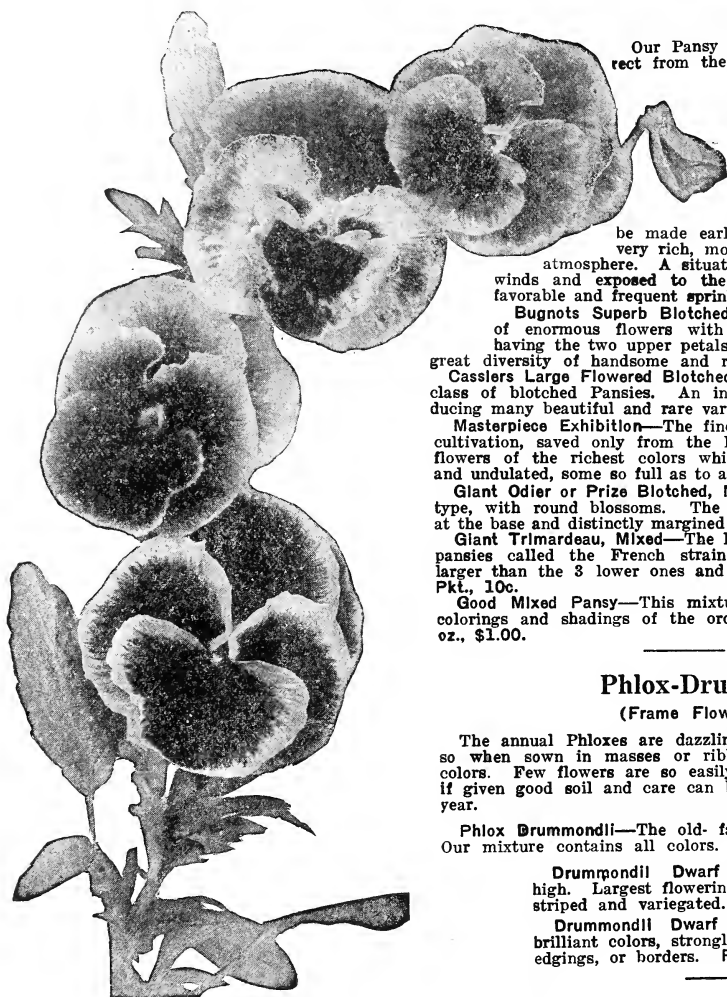 Our Pansy
rect from the
be made earl
very rich, mo
atmosphere. A situat
winds and exposed to the
favorable and frequent sprin
Bugnots Superb Blotched
of enormous flowers with
having the two upper petals
great diversity of handsome and r
Casslers Large Flowered Blotched
class of blotched Pansies. An in
ducing many beautiful and rare var
Masterpiece Exhibition—The fine
cultivation, saved only from the l
flowers of the richest colors whi
and undulated, some so full as to a
Giant Odier or Prize Blotched, M
type, with round blossoms. The
at the base and distinctly margined
Giant Trimardeau, Mixed—The l
pansies called the French strain
larger than the 3 lower ones and
Pkt., 10c.
Good Mixed Pansy—This mixtu
colorings and shadings of the ord
oz., $1.00.
Phlox-Dru
(Frame Flow
The annual Phloxes are dazzlin
so when sown in masses or rib
colors. Few flowers are so easily
if given good soil and care can
year.
Phlox Drummondii—The old- fa
Our mixture contains all colors.
Drummondii Dwarf
high. Largest flowerin
striped and variegated.
Drummondii Dwarf
brilliant colors, strongl
edgings, or borders.